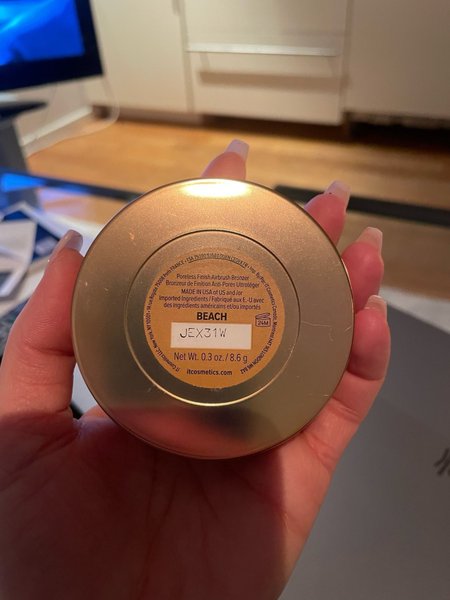 Poreless Finish Airbrush Bronzer
Bronzeur de Finition Anti-Pores Ultraléger
MADE IN USA of US and/or
imported ingredients / Fabriqué aux É.-U avec
des ingrédients américains et/ou importés
BEACH
24M
JEX31W
Net Wt. 0.3 oz. / 8.6 g
itcosmetics.com